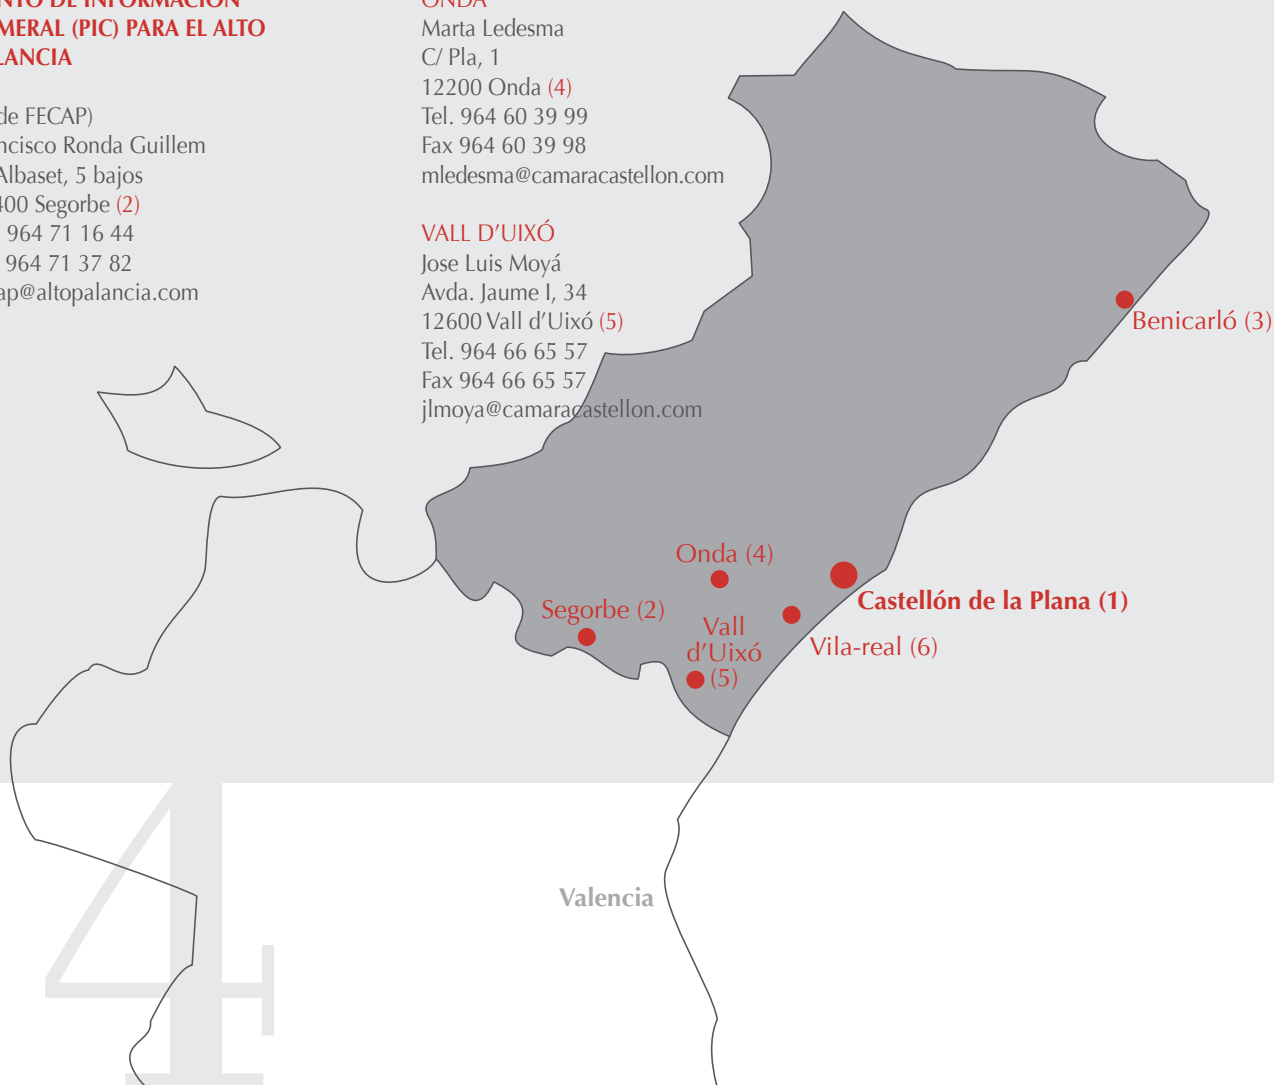 NTO DE INFORMACIÓN
MERAL (PIC) PARA EL ALTO
LANCIA
de FECAP)
ncisco Ronda Guillem
Albaset, 5 bajos
400 Segorbe (2)
964 71 16 44
964 71 37 82
ap@altopalancia.com
ONDA
Marta Ledesma
C/ Pla, 1
12200 Onda (4)
Tel. 964 60 39 99
Fax 964 60 39 98
mledesma@camaracastellon.com
VALL D’UIXÓ
Jose Luis Moyá
Avda. Jaume I, 34
12600 Vall d’Uixó (5)
Tel. 964 66 65 57
Fax 964 66 65 57
jlmoya@camaracastellon.com
Benicarló (3)
Onda (4)
Castellón de la Plana (1)
Segorbe (2)
Vall
d’Uixó
(5)
Vila-real (6)
Valencia
4